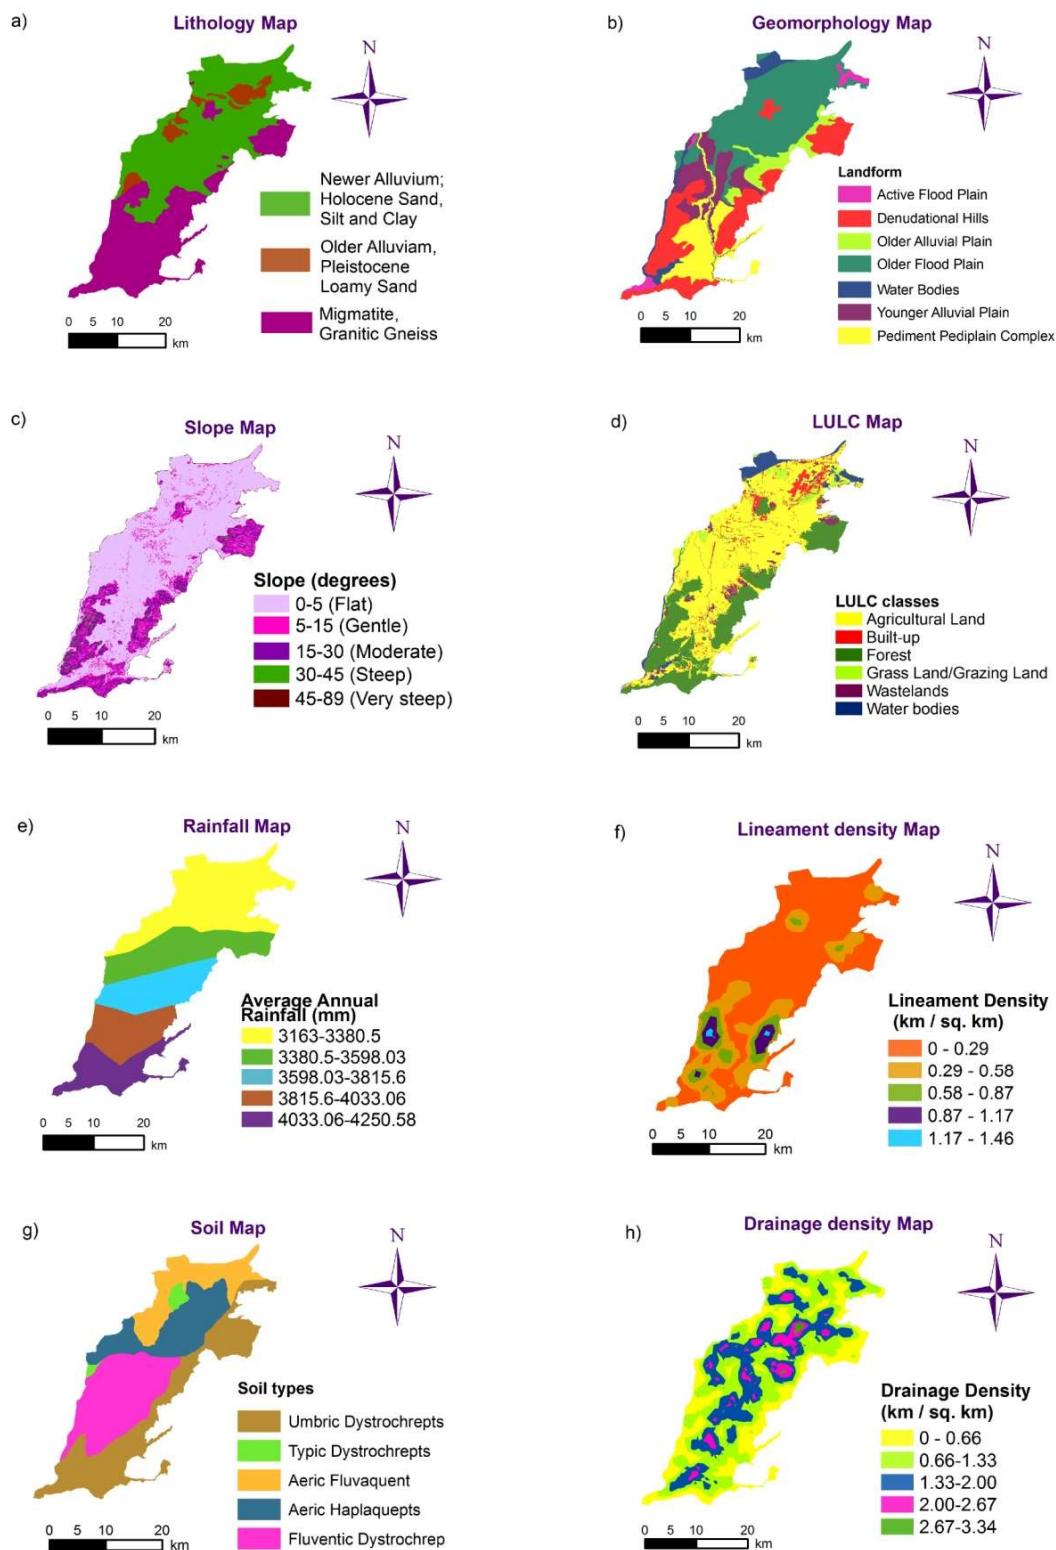 a)
Lithology Map
N
Newer Alluvium;
Holocene Sand,
Silt and Clay
Older Alluviam,
Pleistocene
Loamy Sand
Migmatite,
Granitic Gneiss
0 5 10 20
km
b)
Geomorphology Map
N
Landform
Active Flood Plain
Denudational Hills
Older Alluvial Plain
Older Flood Plain
Water Bodies
Younger Alluvial Plain
Pediment Pediplain Complex
0 5 10 20
km
c)
Slope Map
N
Slope (degrees)
0-5 (Flat)
5-15 (Gentle)
15-30 (Moderate)
30-45 (Steep)
45-89 (Very steep)
0 5 10 20
km
d)
LULC Map
N
LULC classes
Agricultural Land
Built-up
Forest
Grass Land/Grazing Land
Wastelands
Water bodies
0 5 10 20
km
e)
Rainfall Map
N
Average Annual
Rainfall (mm)
3163-3380.5
3380.5-3598.03
3598.03-3815.6
3815.6-4033.06
4033.06-4250.58
0 5 10 20
km
f)
Lineament density Map
N
Lineament Density
(km / sq. km)
0 - 0.29
0.29 - 0.58
0.58 - 0.87
0.87 - 1.17
1.17 - 1.46
0 5 10 20
km
g)
Soil Map
N
Soil types
Umbric Dystrochrepts
Typic Dystrochrepts
Aeric Fluvaquent
Aeric Haplaquepts
Fluventic Dystrochrep
0 5 10 20
km
h)
Drainage density Map
N
Drainage Density
(km / sq. km)
0 - 0.66
0.66-1.33
1.33-2.00
2.00-2.67
2.67-3.34
0 5 10 20
km